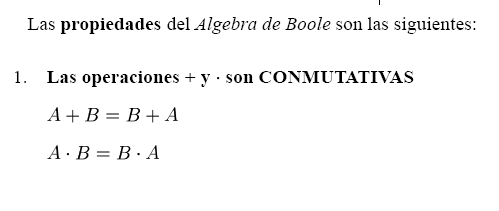 Las propiedades del Algebra de Boole son las siguientes:
1. Las operaciones + y · son CONMUTATIVAS
A + B = B + A
A · B = B · A